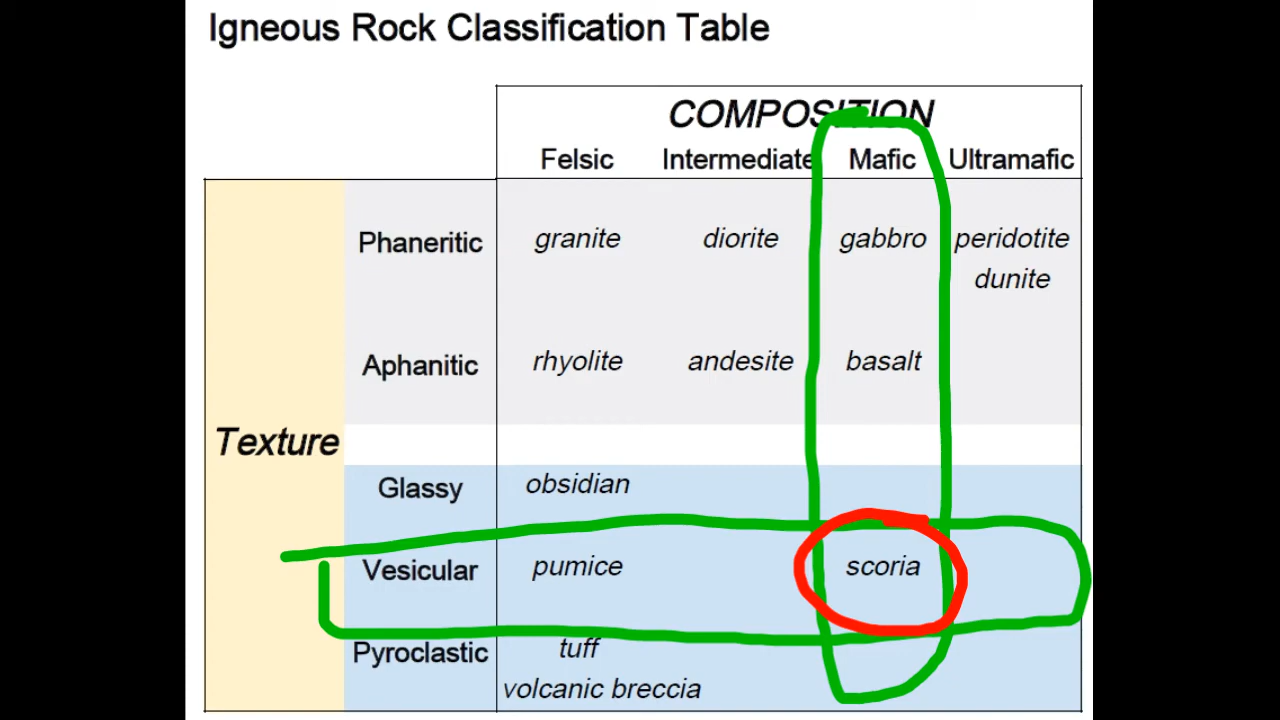 Igneous Rock Classification Table
COMPOSITION
Felsic Intermediate Mafic Ultramafic
Phaneritic granite diorite gabbro peridotite
dunite
Aphanitic rhyolite andesite basalt
Texture
Glassy obsidian
Vesicular pumice scoria
Pyroclastic tuff
volcanic breccia